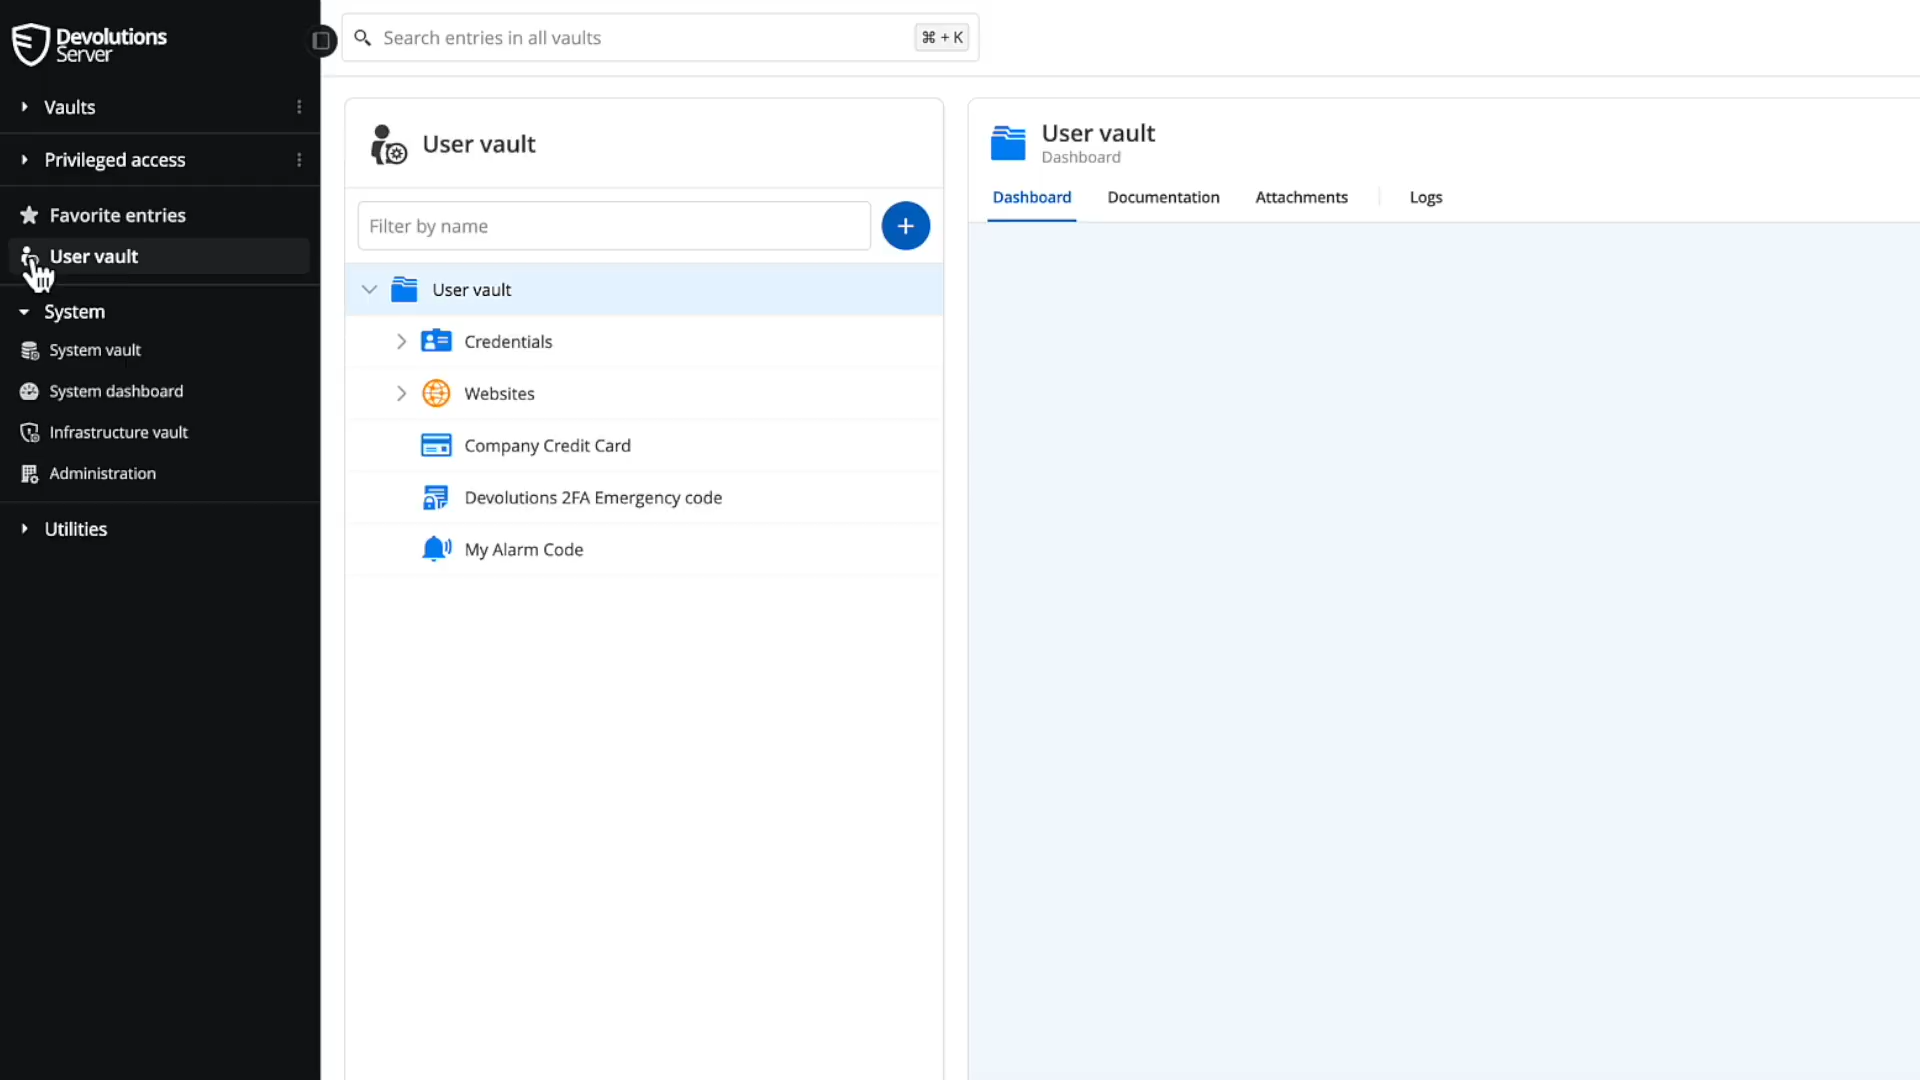 Devolutions
Server
Search entries in all vaults
⌘ + K
Vaults
Privileged access
Favorite entries
User vault
System
System vault
System dashboard
Infrastructure vault
Administration
Utilities
User vault
Filter by name
+
User vault
Credentials
Websites
Company Credit Card
Devolutions 2FA Emergency code
My Alarm Code
User vault
Dashboard
Dashboard
Documentation
Attachments
Logs